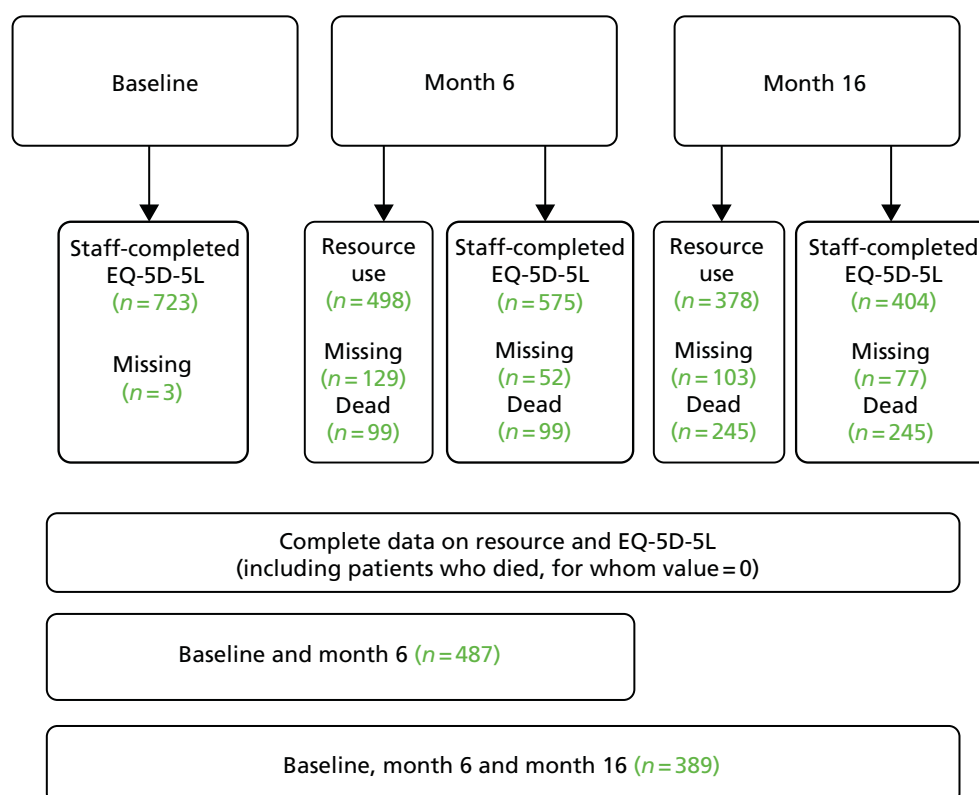 Baseline
Month 6
Month 16
Staff-completed
EQ-5D-5L
(n=723)
Missing
(n=3)
Resource
use
(n=498)
Missing
(n=129)
Dead
(n=99)
Staff-completed
EQ-5D-5L
(n=575)
Missing
(n=52)
Dead
(n=99)
Resource
use
(n=378)
Missing
(n=103)
Dead
(n=245)
Staff-completed
EQ-5D-5L
(n=404)
Missing
(n=77)
Dead
(n=245)
Complete data on resource and EQ-5D-5L
(including patients who died, for whom value=0)
Baseline and month 6 (n=487)
Baseline, month 6 and month 16 (n=389)